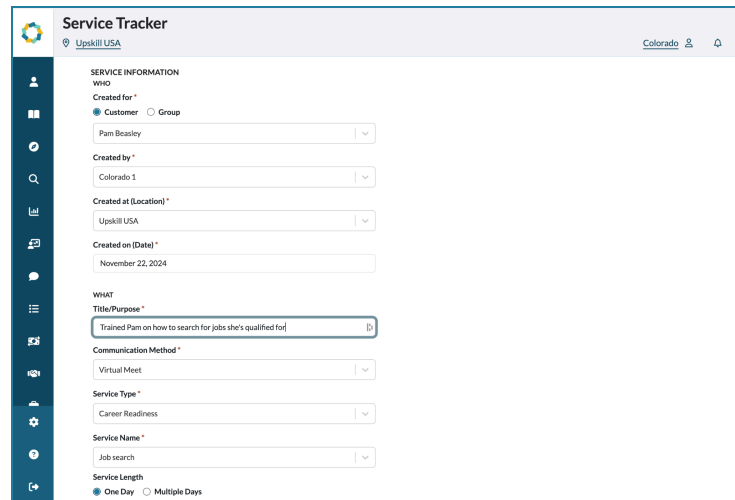 Service Tracker
Upskill USA
Colorado
SERVICE INFORMATION
WHO
Created for *
Customer Group
Pam Beasley
Created by *
Colorado 1
Created at (Location) *
Upskill USA
Created on (Date) *
November 22, 2024
WHAT
Title/Purpose *
Trained Pam on how to search for jobs she's qualified for
Communication Method *
Virtual Meet
Service Type *
Career Readiness
Service Name *
Job search
Service Length
One Day Multiple Days